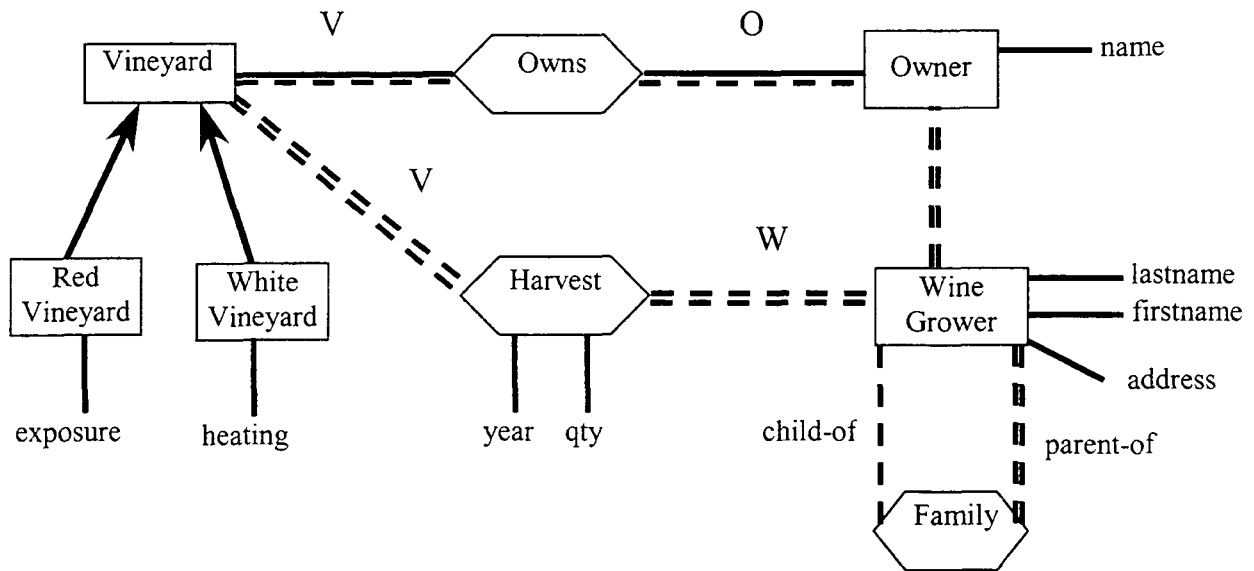 V
O
Vineyard
Owns
Owner
name
V
W
Red
Vineyard
White
Vineyard
Harvest
Wine
Grower
lastname
firstname
address
exposure
heating
year
qty
child-of
parent-of
Family